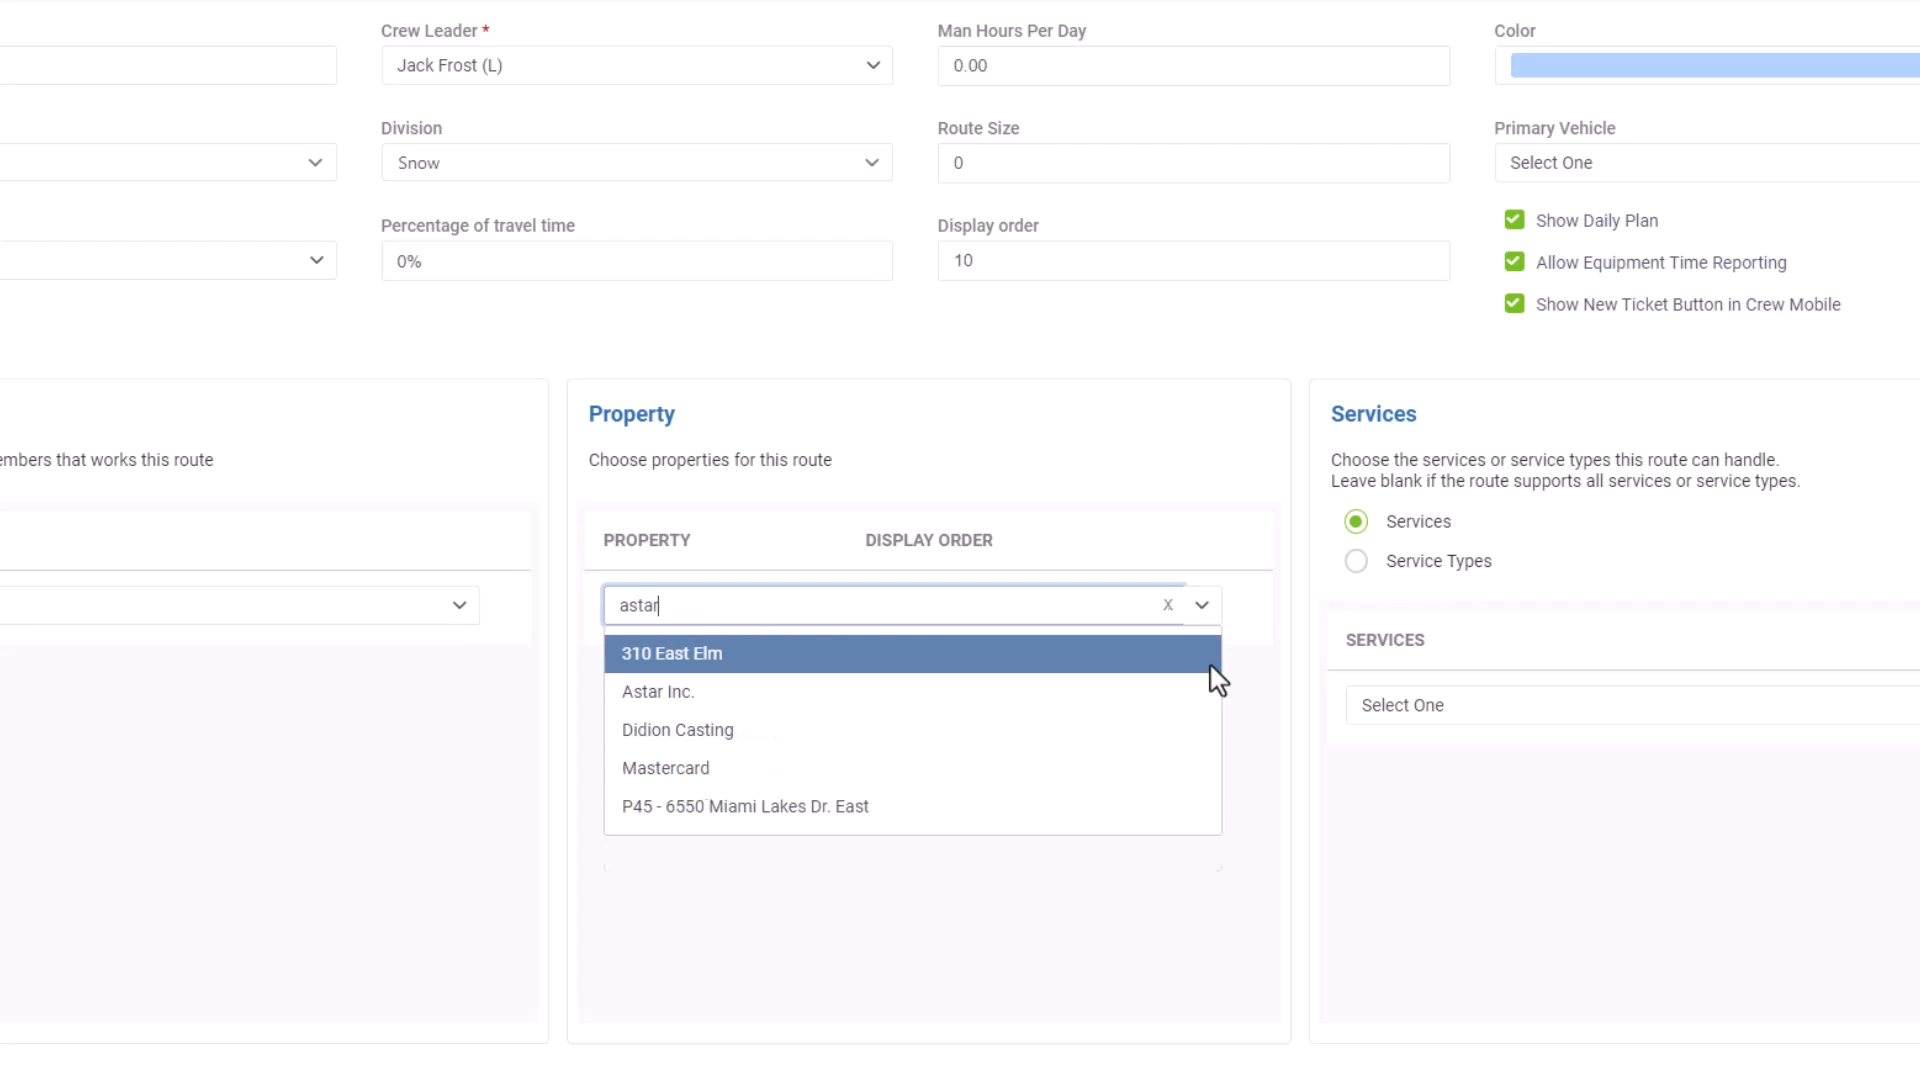 Crew Leader *
Man Hours Per Day
Color
Jack Frost (L)
0.00
Division
Route Size
Primary Vehicle
Snow
0
Select One
Percentage of travel time
Display order
Show Daily Plan
0%
10
Allow Equipment Time Reporting
Show New Ticket Button in Crew Mobile
embers that works this route
Property
Choose properties for this route
PROPERTY
DISPLAY ORDER
astar
X
310 East Elm
Astar Inc.
Didion Casting
Mastercard
P45 - 6550 Miami Lakes Dr. East
Services
Choose the services or service types this route can handle.
Leave blank if the route supports all services or service types.
Services
Service Types
SERVICES
Select One